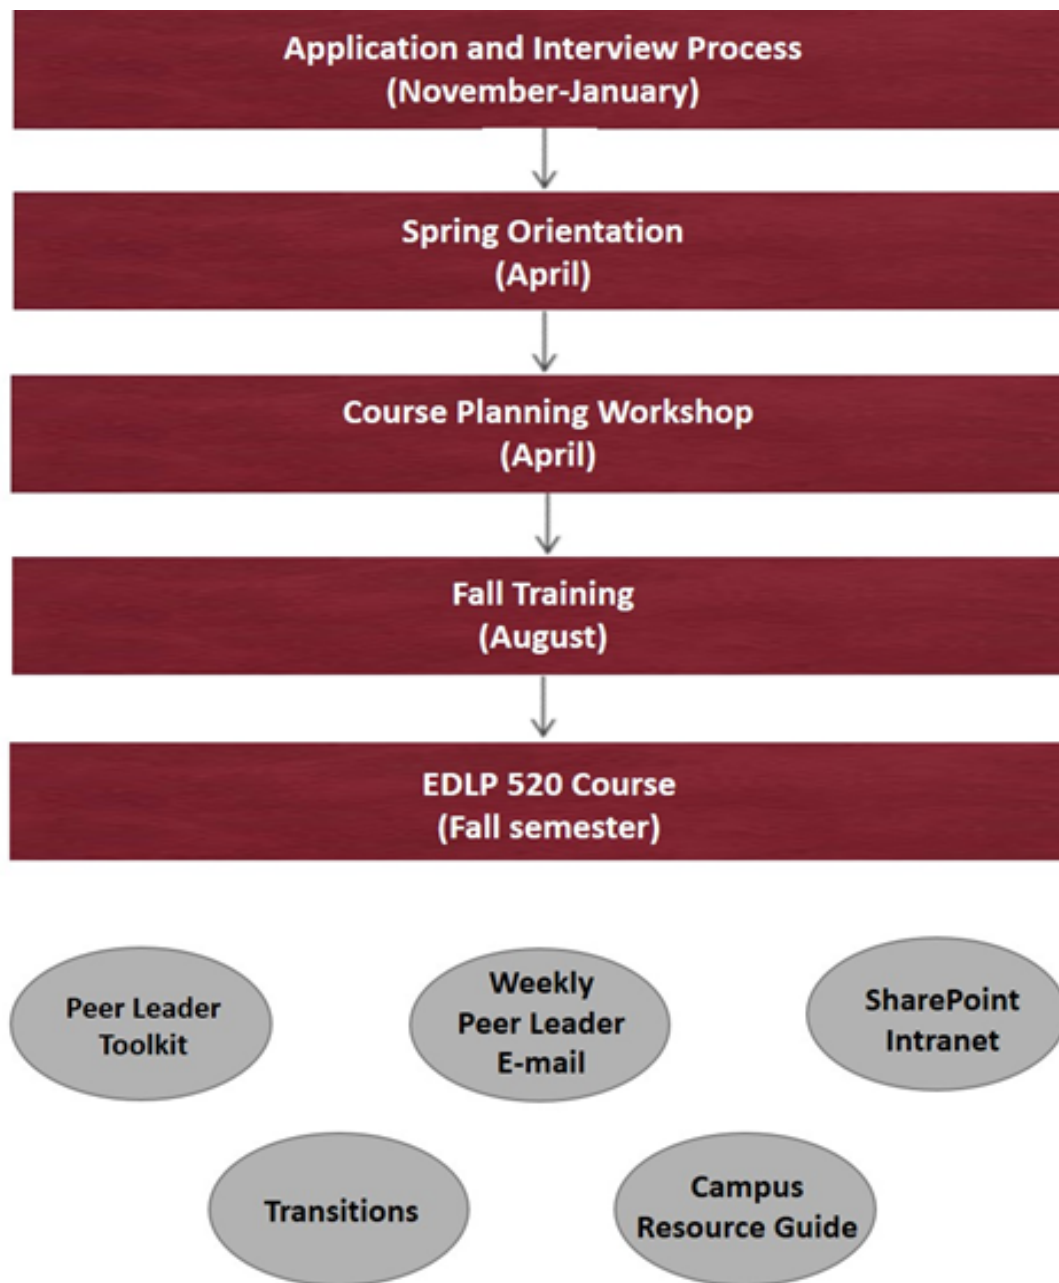 Application and Interview Process
(November-January)
Spring Orientation
(April)
Course Planning Workshop
(April)
Fall Training
(August)
EDLP 520 Course
(Fall semester)
Peer Leader
Toolkit
Weekly
Peer Leader
E-mail
SharePoint
Intranet
Transitions
Campus
Resource Guide